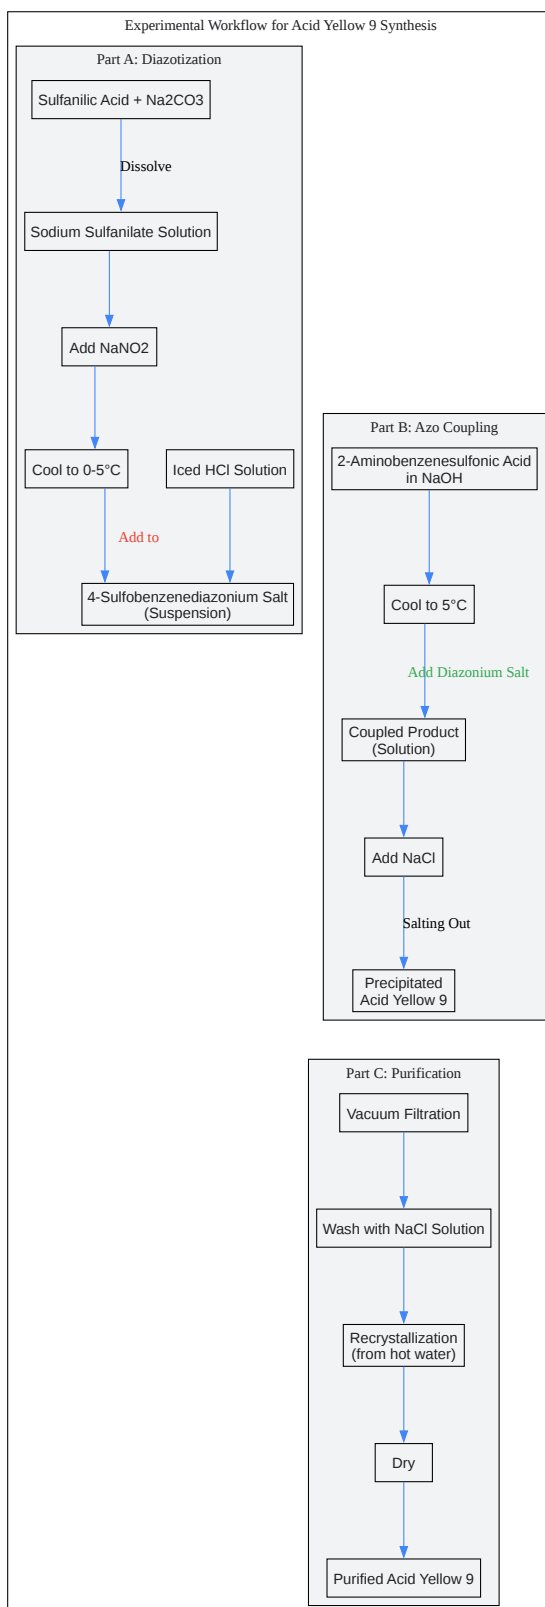 Experimental Workflow for Acid Yellow 9 Synthesis
Part A: Diazotization
Sulfanilic Acid + Na2CO3
Dissolve
Sodium Sulfanilate Solution
Add NaNO2
Cool to 0-5°C
Iced HCl Solution
Add to
4-Sulfobenzenediazonium Salt
(Suspension)
Part B: Azo Coupling
2-Aminobenzenesulfonic Acid
in NaOH
Cool to 5°C
Add Diazonium Salt
Coupled Product
(Solution)
Add NaCl
Salting Out
Precipitated
Acid Yellow 9
Part C: Purification
Vacuum Filtration
Wash with NaCl Solution
Recrystallization
(from hot water)
Dry
Purified Acid Yellow 9